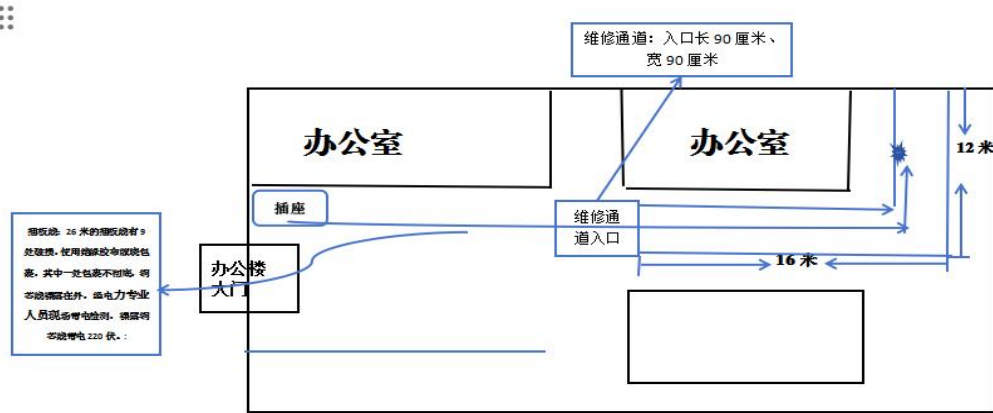 维修通道：入口长 90 厘米、
宽 90 厘米
办公室
办公室
12 米
插座
维修通
道入口
插板线：26 米的插板线有 9
处破损，使用绝缘胶布缠绕包
裹，其中一处包裹不彻底，铜
芯线裸露在外，经电力专业
人员现场带电检测，裸露铜
芯线带电 220 伏。：
办公楼
大门
16 米